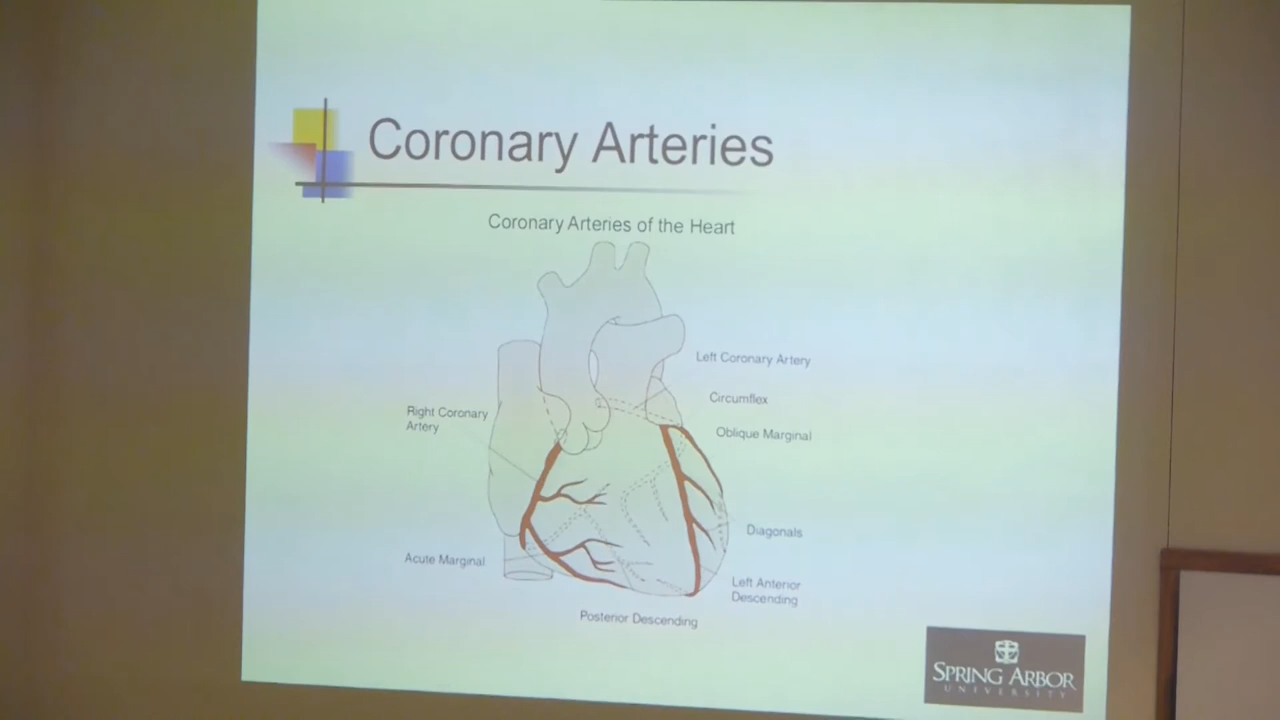 Coronary Arteries
Coronary Arteries of the Heart
Left Coronary Artery
Circumflex
Right Coronary
Artery
Oblique Marginal
Diagonals
Acute Marginal
Left Anterior
Descending
Posterior Descending
SPRING ARBOR
UNIVERSITY